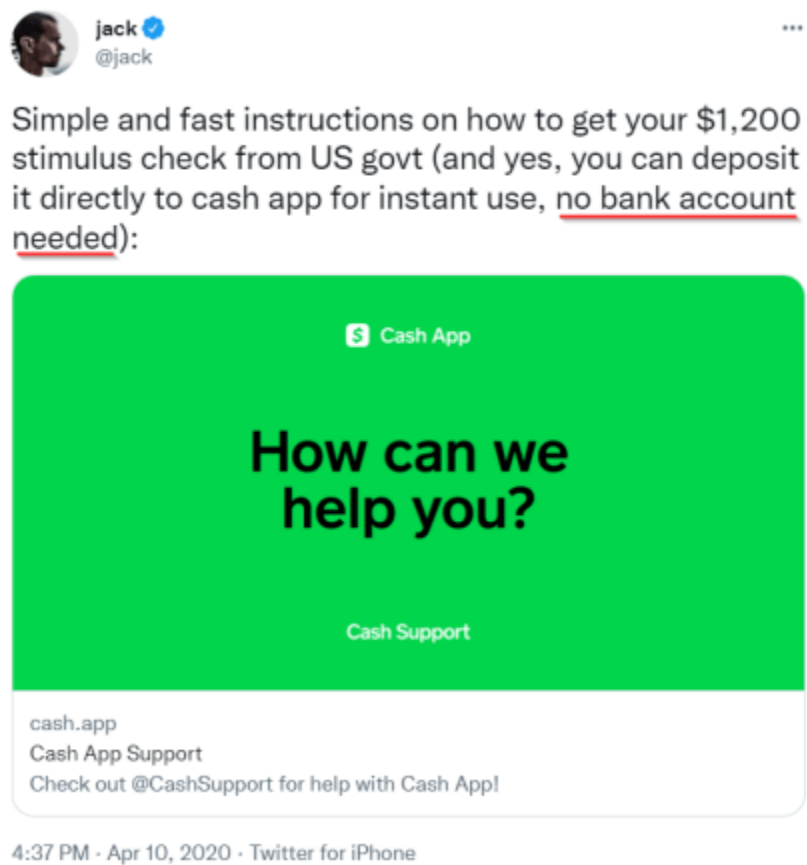 jack
@jack
Simple and fast instructions on how to get your $1,200
stimulus check from US govt (and yes, you can deposit
it directly to cash app for instant use, no bank account
needed):
$ Cash App
How can we
help you?
Cash Support
cash.app
Cash App Support
Check out @CashSupport for help with Cash App!
4:37 PM · Apr 10, 2020 · Twitter for iPhone